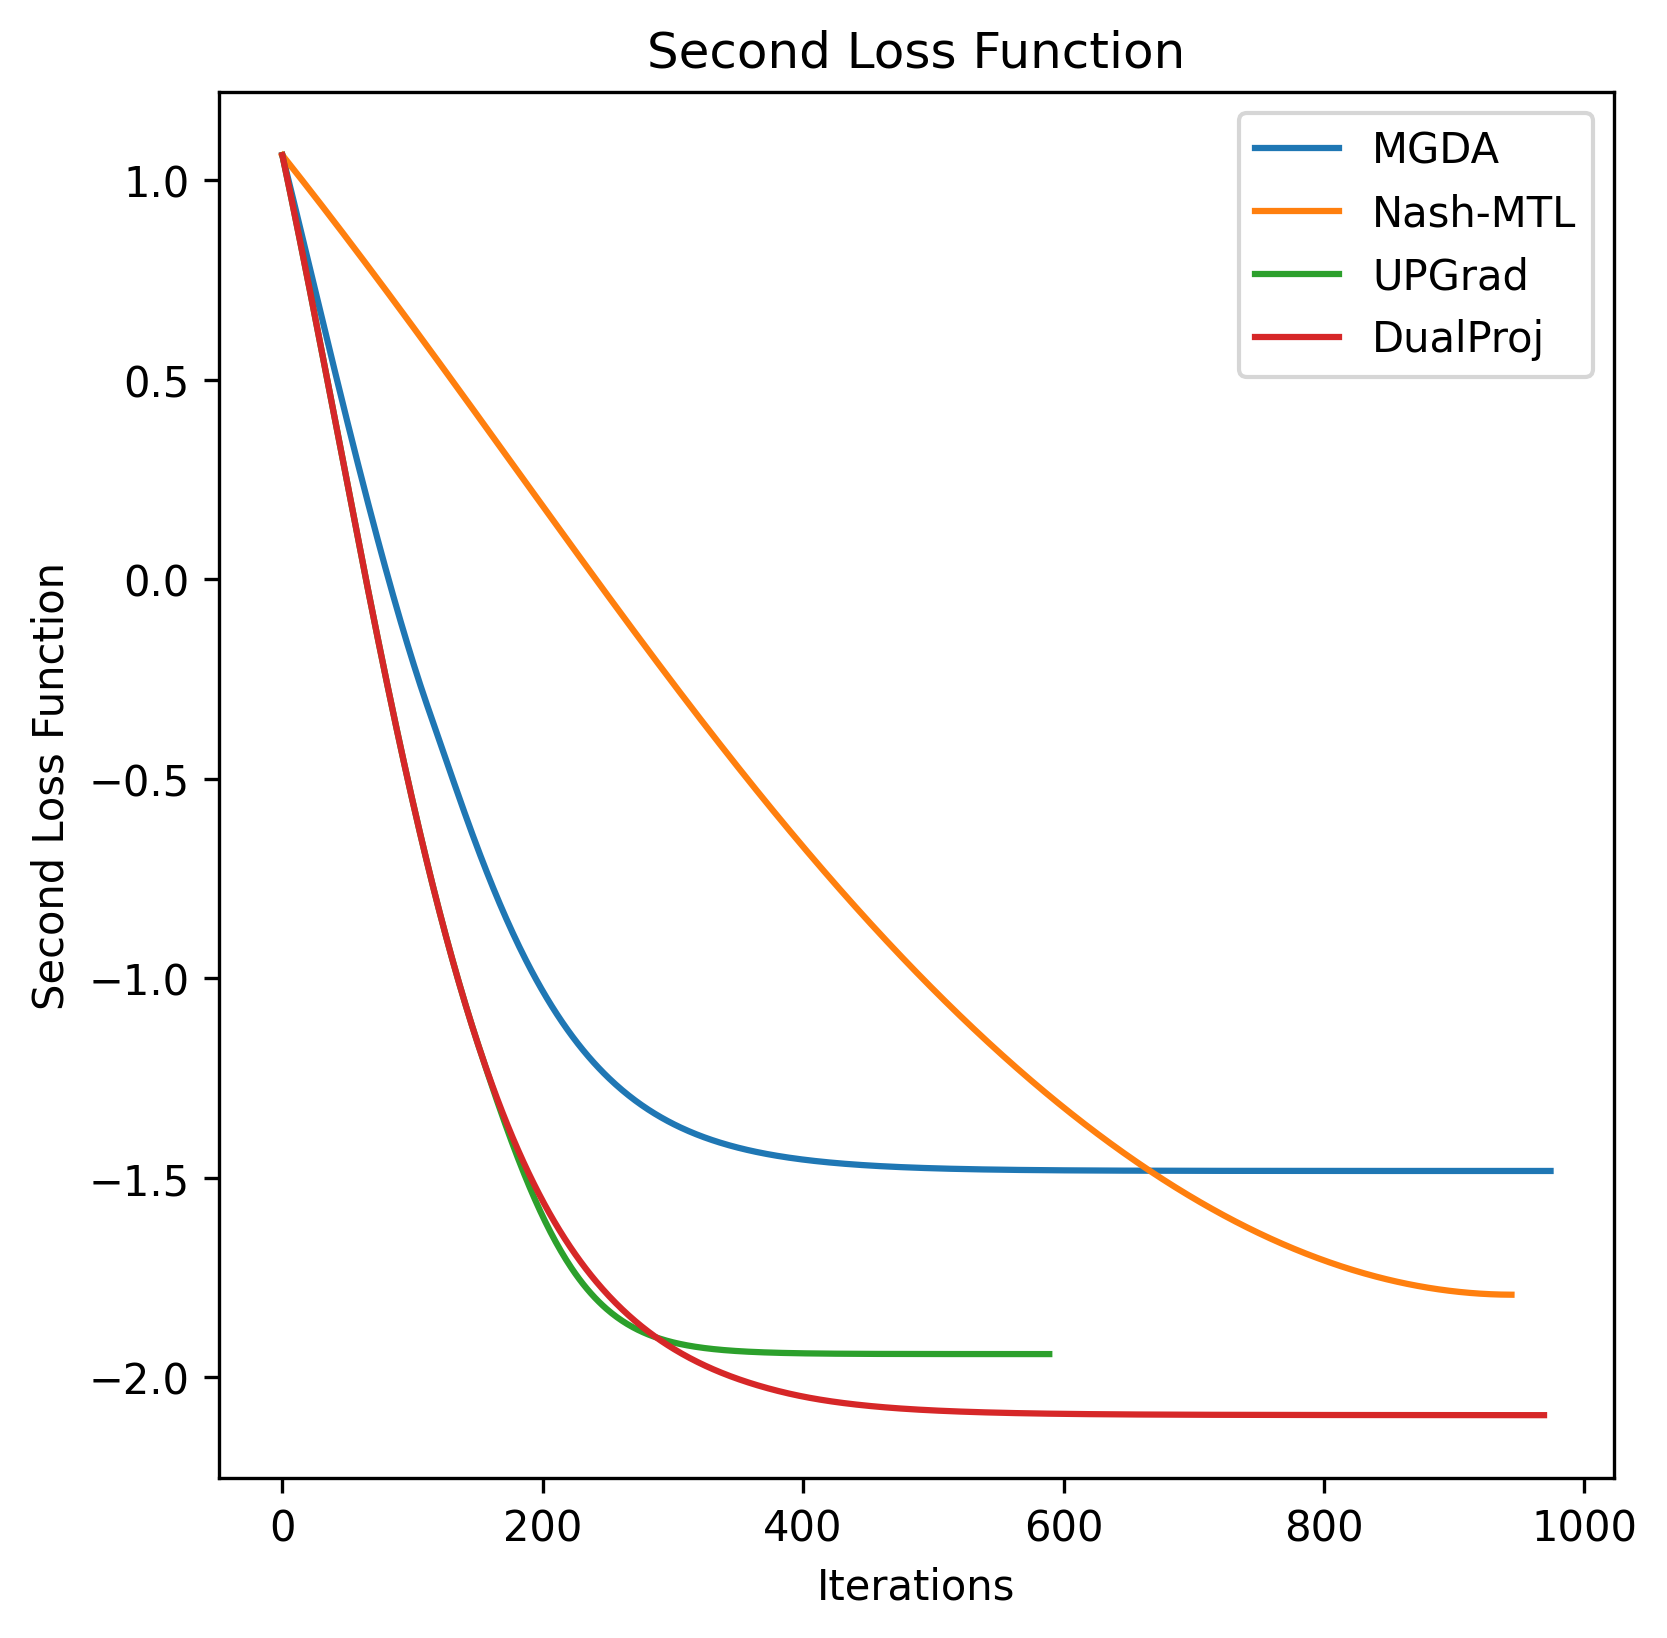 Second Loss Function
MGDA
Nash-MTL
UPGrad
DualProj
1.0
0.5
0.0
−0.5
−1.0
−1.5
−2.0
Second Loss Function
0 200 400 600 800 1000
Iterations